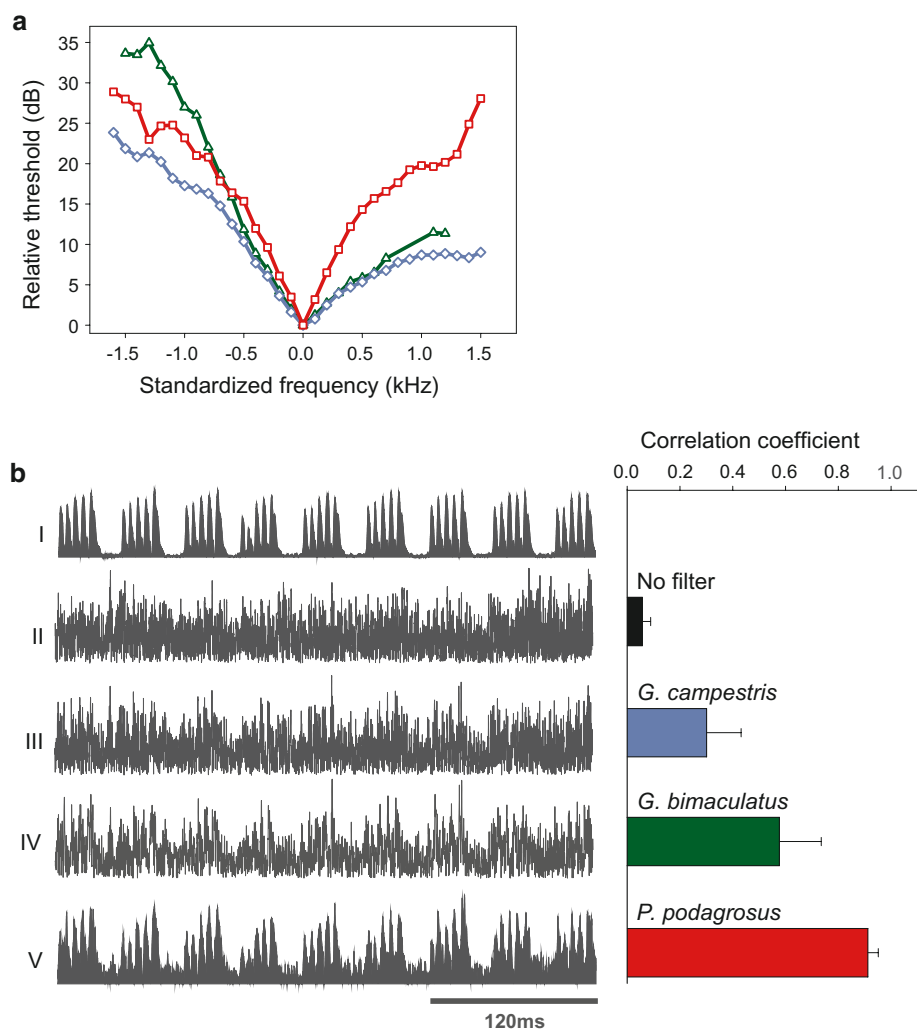 a
Relative threshold (dB)
35
30
25
20
15
10
5
0
-1.5 -1.0 -0.5 0.0 0.5 1.0 1.5
Standardized frequency (kHz)
b
Correlation coefficient
0.0 0.2 0.4 0.6 0.8 1.0
I
II
III
IV
V
No filter
G. campestris
G. bimaculatus
P. podagrosus
120ms